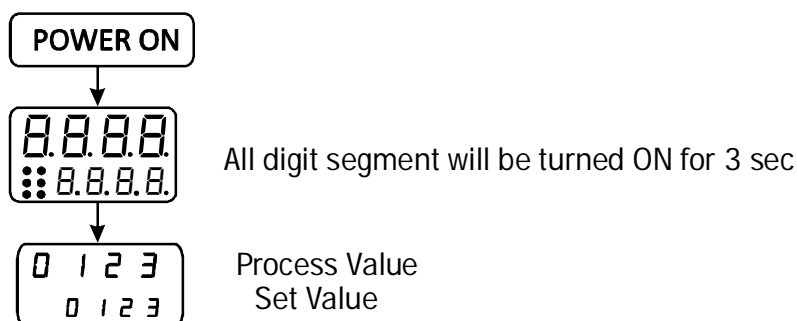 POWER ON
8.8.8.8.
8.8.8.8.
All digit segment will be turned ON for 3 sec
0 1 2 3
Process Value
0 1 2 3
Set Value